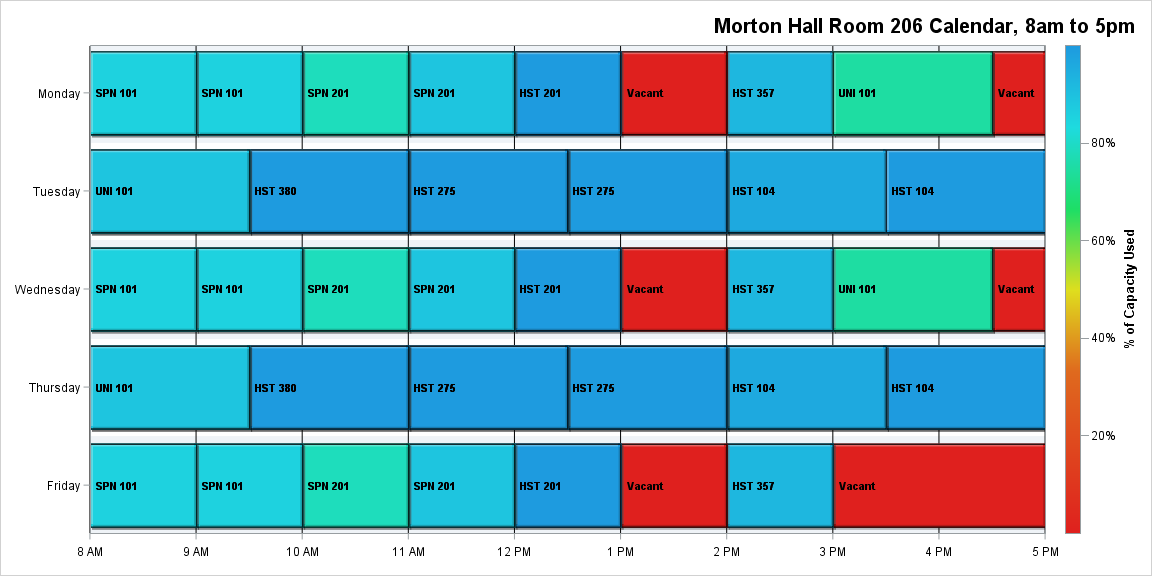 Morton Hall Room 206 Calendar, 8am to 5pm
Monday
SPN 101
SPN 101
SPN 201
SPN 201
HST 201
Vacant
HST 357
UNI 101
Vacant
Tuesday
UNI 101
HST 380
HST 275
HST 275
HST 104
HST 104
Wednesday
SPN 101
SPN 101
SPN 201
SPN 201
HST 201
Vacant
HST 357
UNI 101
Vacant
Thursday
UNI 101
HST 380
HST 275
HST 275
HST 104
HST 104
Friday
SPN 101
SPN 101
SPN 201
SPN 201
HST 201
Vacant
HST 357
Vacant
8 AM
9 AM
10 AM
11 AM
12 PM
1 PM
2 PM
3 PM
4 PM
5 PM
80%
60%
40%
20%
% of Capacity Used